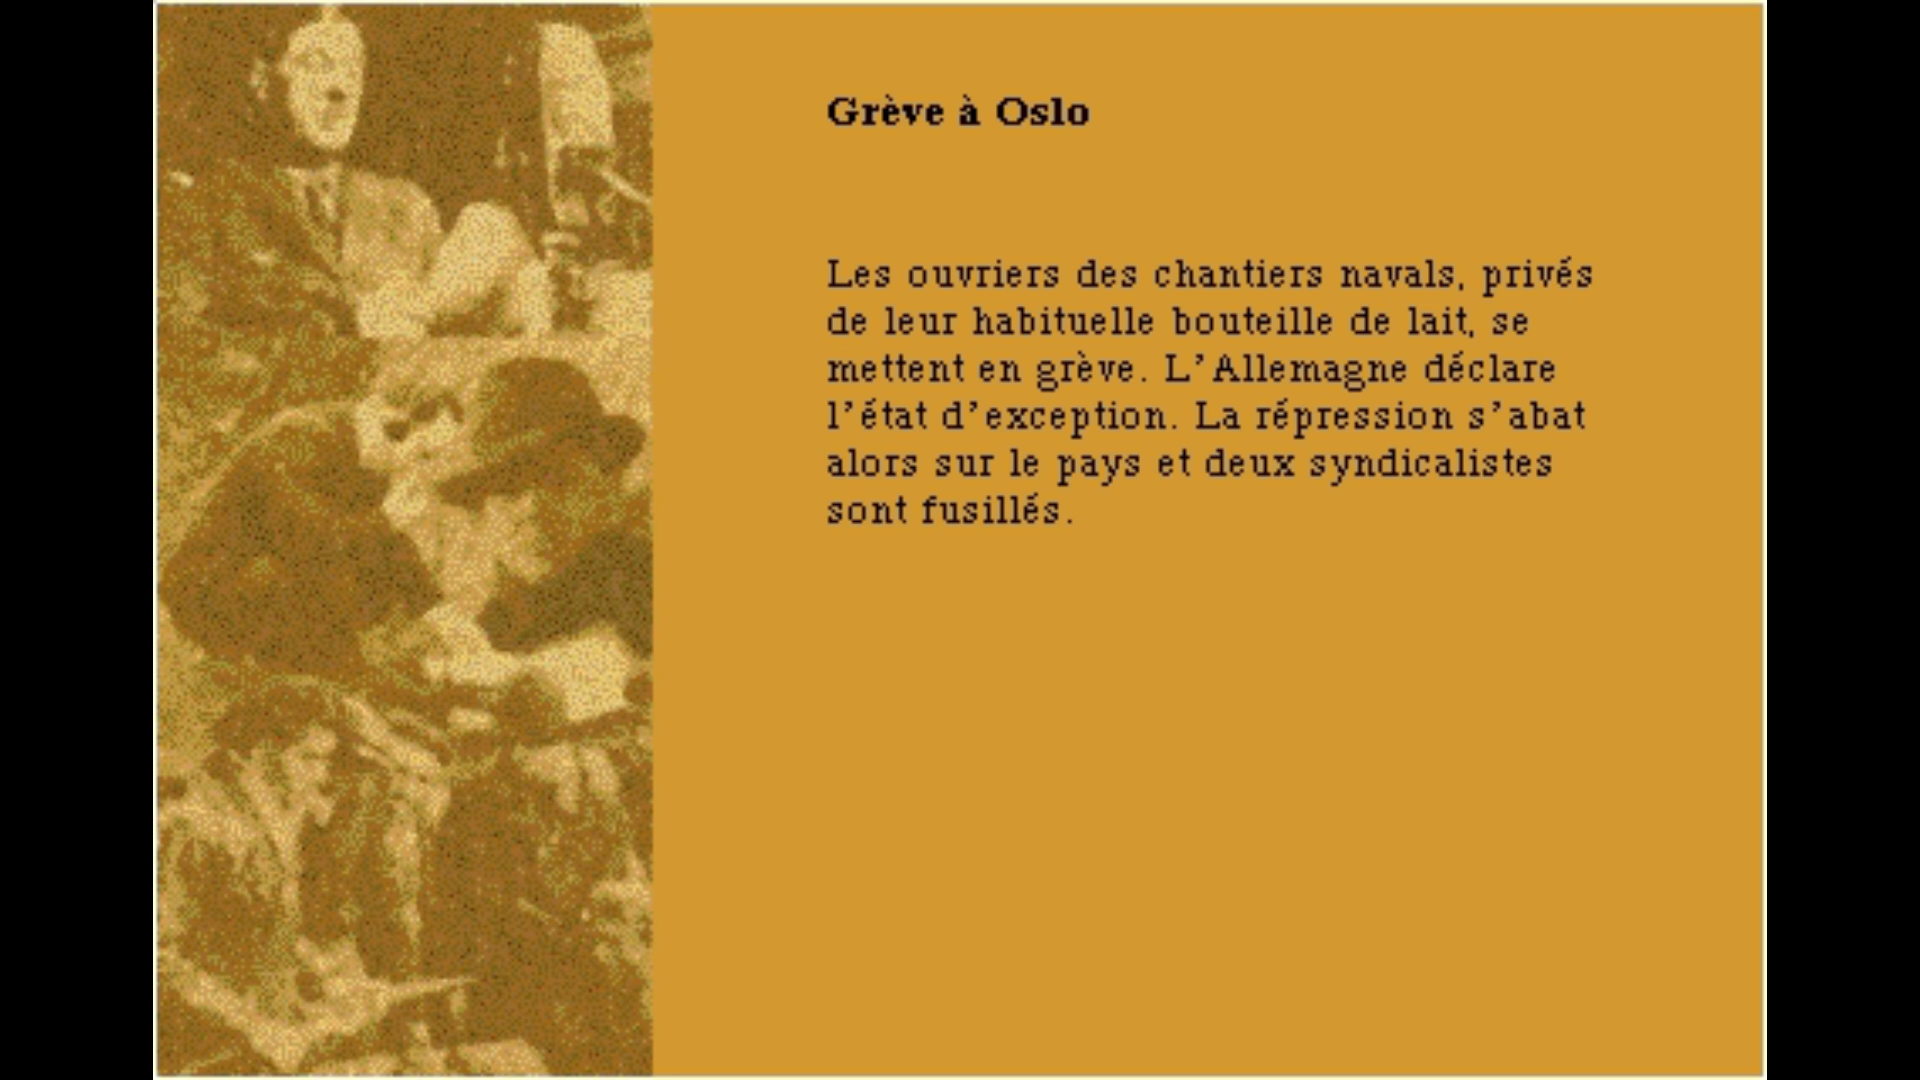 Grève à Oslo
Les ouvriers des chantiers navals, privés
de leur habituelle bouteille de lait, se
mettent en grève. L’Allemagne déclare
l’état d’exception. La répression s’abat
alors sur le pays et deux syndicalistes
sont fusillés.